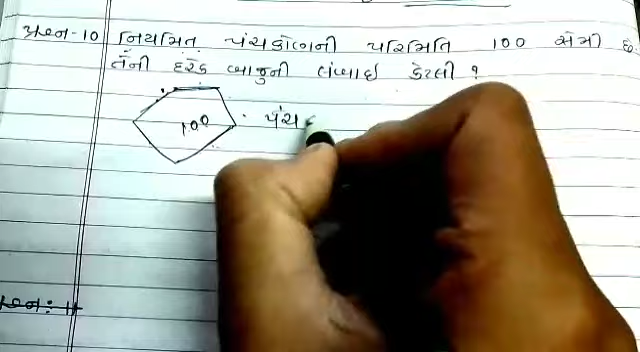 પ્રશ્ન-10 નિયમિત પંચકોણની પરિમિતિ 100 સેમી છે.
તેની દરેક બાજુની લંબાઇ કેટલી ?
100 પંચ
પ્રશ્ન: 11